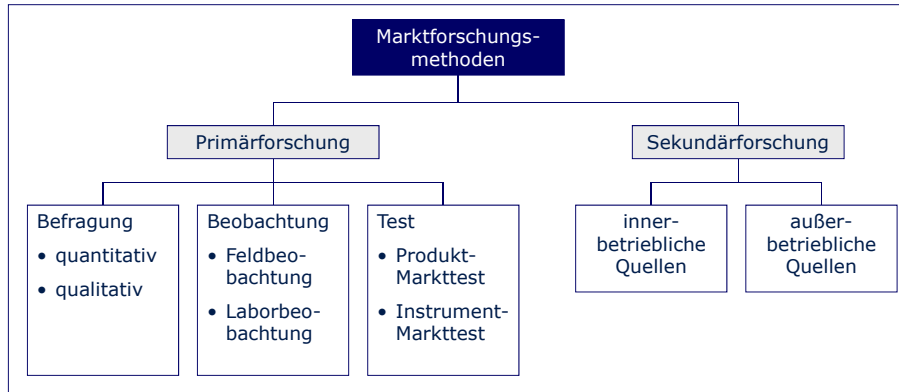 Marktforschungs-
methoden
Primärforschung
Sekundärforschung
Befragung
• quantitativ
• qualitativ
Beobachtung
• Feldbeo-
bachtung
• Laborbeo-
bachtung
Test
• Produkt-
Markttest
• Instrument-
Markttest
inner-
betriebliche
Quellen
außer-
betriebliche
Quellen